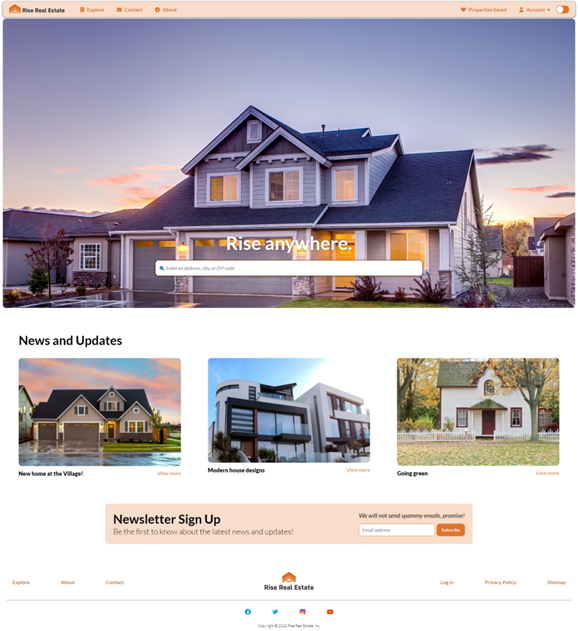 Rise Real Estate Explore Contact About Properties Saved Account
Rise anywhere.
Enter an address, city, or ZIP code
News and Updates
New home at the Village! View more
Modern house designs View more
Going green View more
Newsletter Sign Up
We will not send spammy emails, promise!
Be the first to know about the latest news and updates!
Email address Subscribe
Explore About Contact Rise Real Estate Log in Privacy Policy Sitemap
Copyright © 2022 Rise Real Estate, Inc.